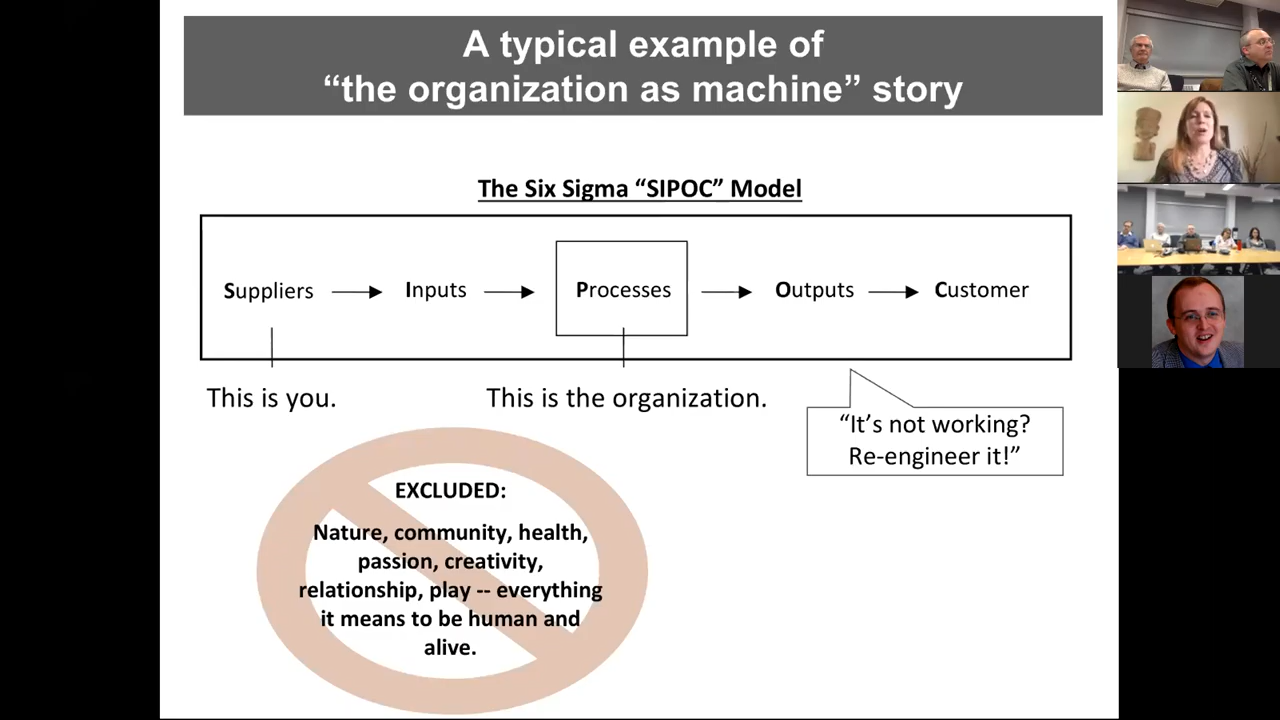 A typical example of
“the organization as machine” story
The Six Sigma “SIPOC” Model
Suppliers Inputs Processes Outputs Customer
This is you. This is the organization.
“It’s not working?
Re-engineer it!”
EXCLUDED:
Nature, community, health,
passion, creativity,
relationship, play -- everything
it means to be human and
alive.